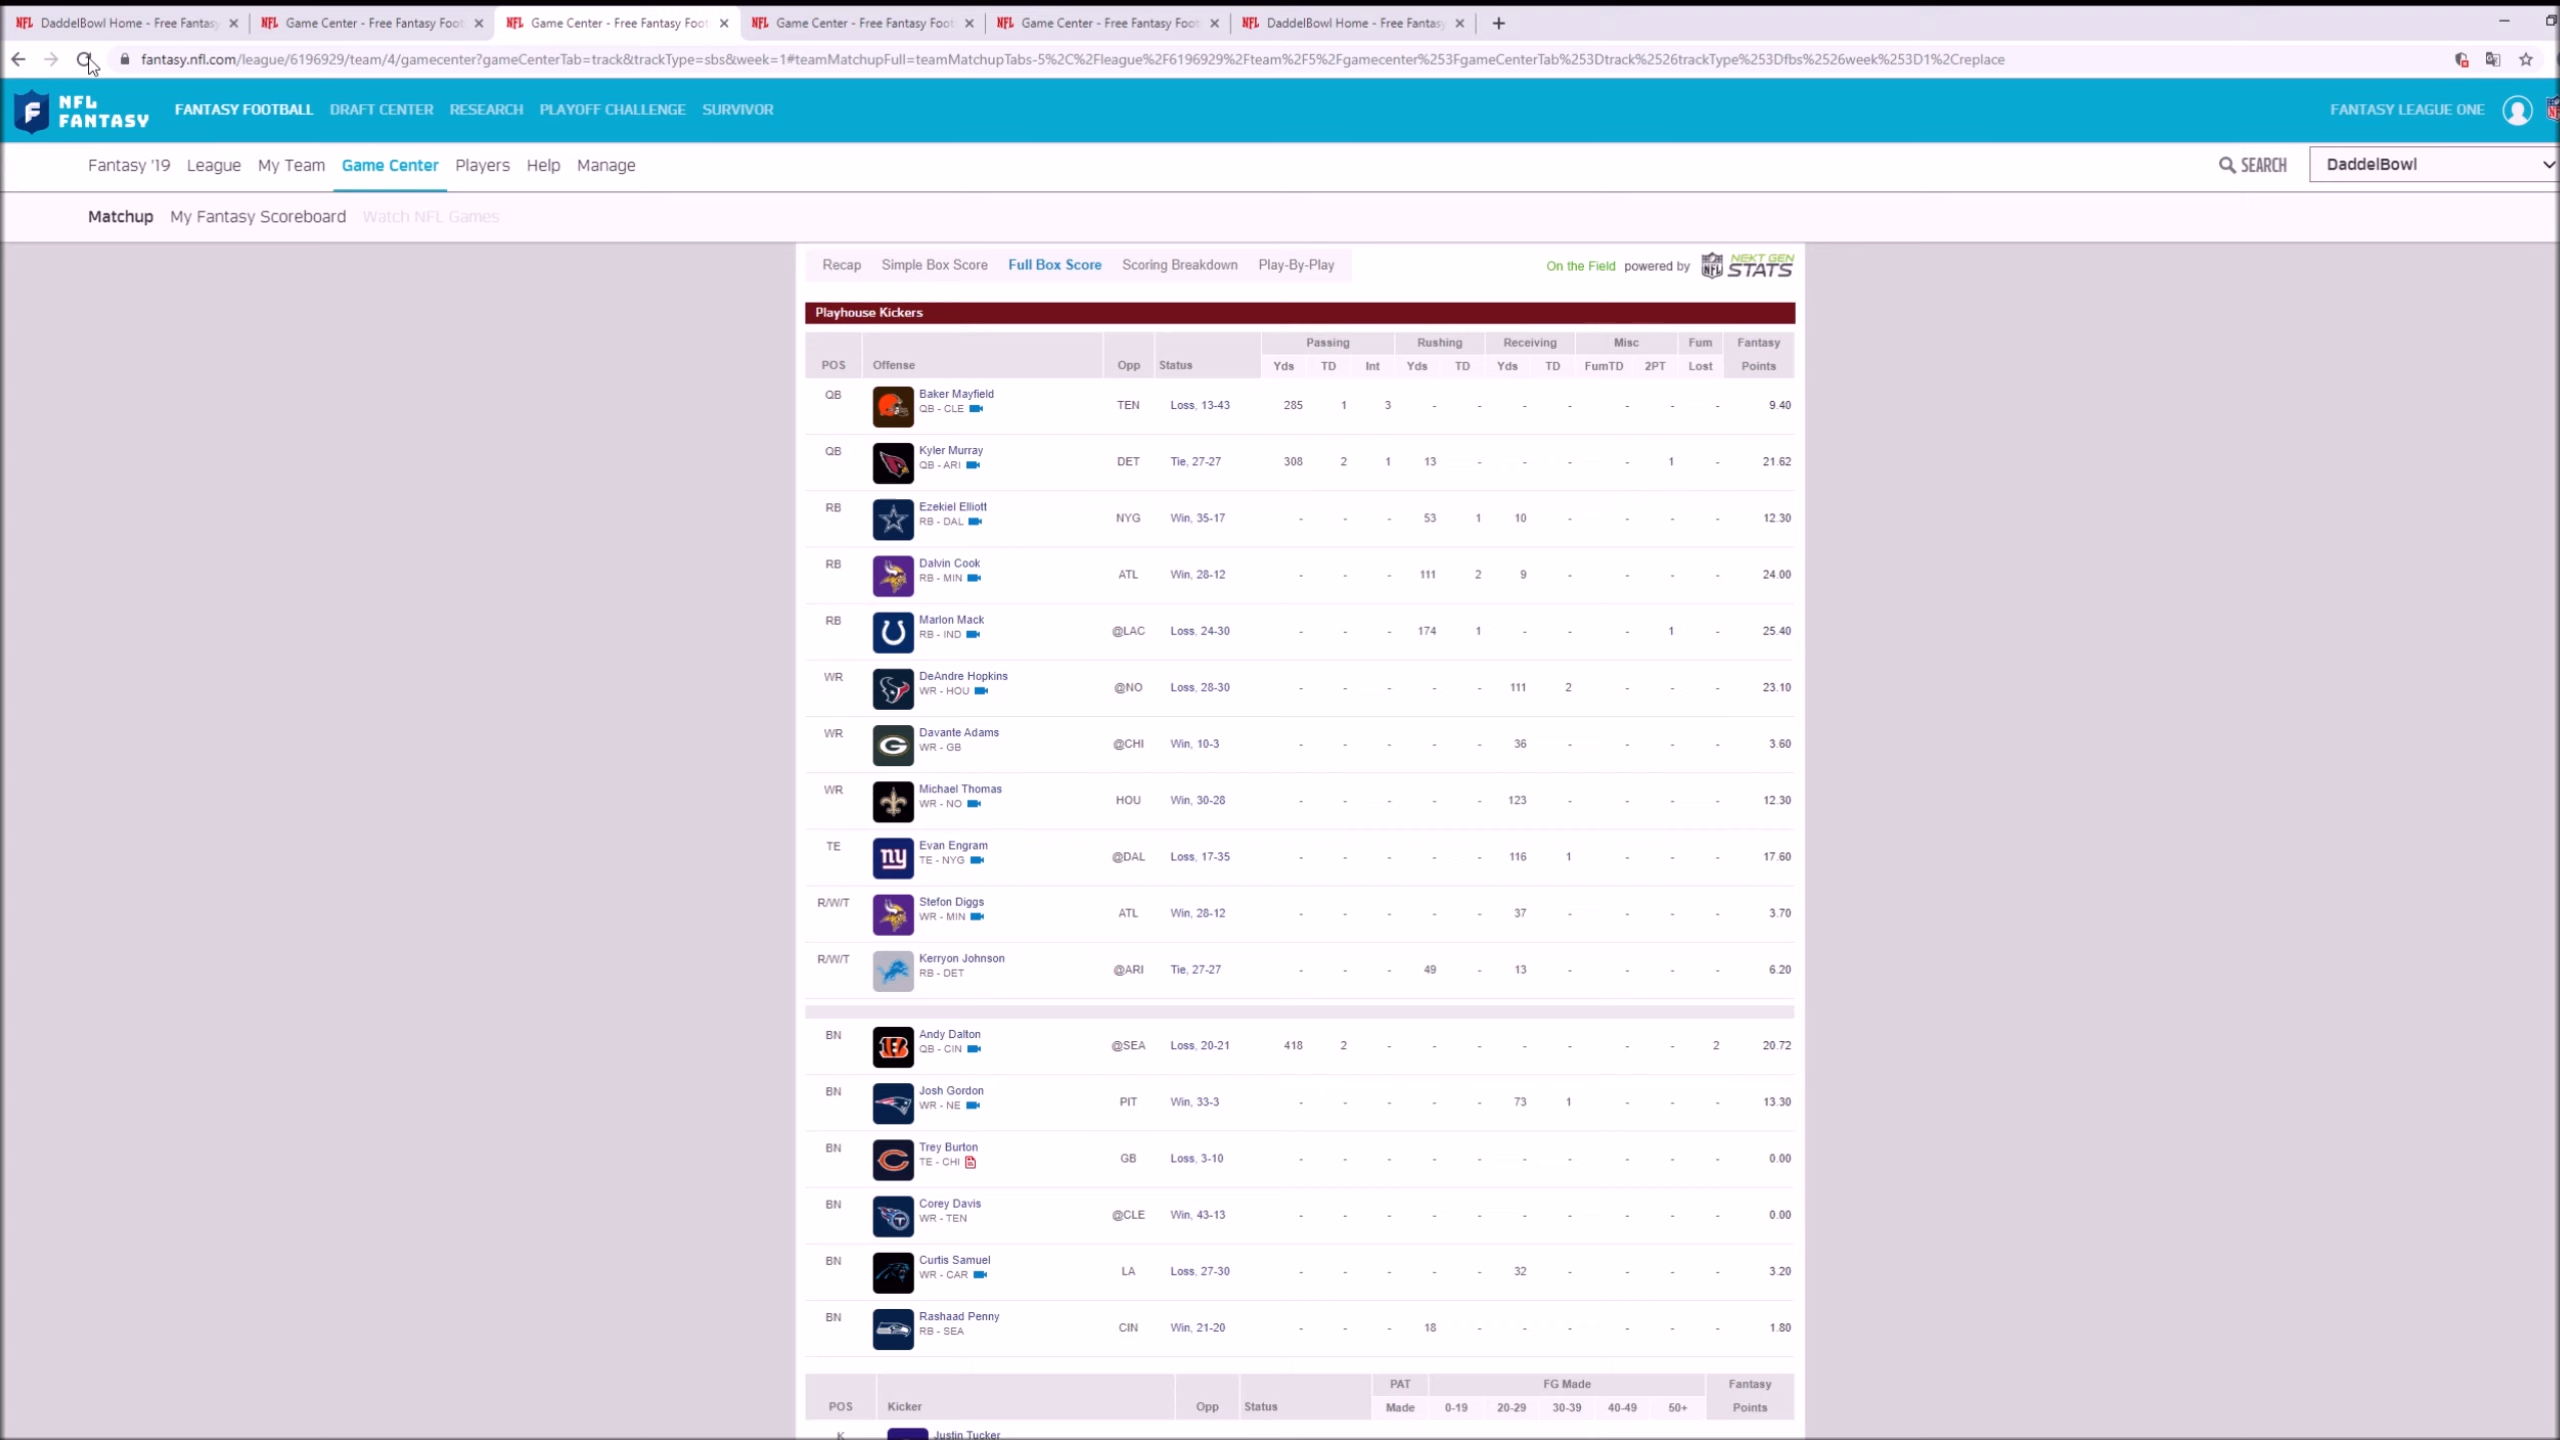 DaddelBowl Home - Free Fantasy
Game Center - Free Fantasy Foot
Game Center - Free Fantasy Foot
Game Center - Free Fantasy Foot
Game Center - Free Fantasy Foot
DaddelBowl Home - Free Fantasy
fantasy.nfl.com/league/6196929/team/4/gamecenter?gameCenterTab=track&trackType=sbs&week=1#teamMatchupFull=teamMatchupTabs-5%2C%2Fleague%2F6196929%2Fteam%2F5%2Fgamecenter%253FgameCenterTab%253Dtrack%2526trackType%253Dfbs%2526week%253D1%2Creplace
NFL FANTASY
FANTASY FOOTBALL DRAFT CENTER RESEARCH PLAYOFF CHALLENGE SURVIVOR FANTASY LEAGUE ONE
Fantasy '19 League My Team Game Center Players Help Manage SEARCH DaddelBowl
Matchup My Fantasy Scoreboard Watch NFL Games
Recap Simple Box Score Full Box Score Scoring Breakdown Play-By-Play On the Field powered by NFL NEXT GEN STATS
Playhouse Kickers
Passing Rushing Receiving Misc Fum Fantasy
POS Offense Opp Status Yds TD Int Yds TD Yds TD FumTD 2PT Lost Points
QB Baker Mayfield QB - CLE TEN Loss, 13-43 285 1 3 - - - - - - - 9.40
QB Kyler Murray QB - ARI DET Tie, 27-27 308 2 1 13 - - - - 1 - 21.62
RB Ezekiel Elliott RB - DAL NYG Win, 35-17 - - - 53 1 10 - - - - 12.30
RB Dalvin Cook RB - MIN ATL Win, 28-12 - - - 111 2 9 - - - - 24.00
RB Marlon Mack RB - IND @LAC Loss, 24-30 - - - 174 1 - - - 1 - 25.40
WR DeAndre Hopkins WR - HOU @NO Loss, 28-30 - - - - - 111 2 - - - 23.10
WR Davante Adams WR - GB @CHI Win, 10-3 - - - - - 36 - - - - 3.60
WR Michael Thomas WR - NO HOU Win, 30-28 - - - - - 123 - - - - 12.30
TE Evan Engram TE - NYG @DAL Loss, 17-35 - - - - - 116 1 - - - 17.60
R/W/T Stefon Diggs WR - MIN ATL Win, 28-12 - - - - - 37 - - - - 3.70
R/W/T Kerryon Johnson RB - DET @ARI Tie, 27-27 - - - 49 - 13 - - - - 6.20
BN Andy Dalton QB - CIN @SEA Loss, 20-21 418 2 - - - - - - - 2 20.72
BN Josh Gordon WR - NE PIT Win, 33-3 - - - - - 73 1 - - - 13.30
BN Trey Burton TE - CHI GB Loss, 3-10 - - - - - - - - - - 0.00
BN Corey Davis WR - TEN @CLE Win, 43-13 - - - - - - - - - - 0.00
BN Curtis Samuel WR - CAR LA Loss, 27-30 - - - - - 32 - - - - 3.20
BN Rashaad Penny RB - SEA CIN Win, 21-20 - - - 18 - - - - - - 1.80
PAT FG Made Fantasy
POS Kicker Opp Status Made 0-19 20-29 30-39 40-49 50+ Points
K Justin Tucker